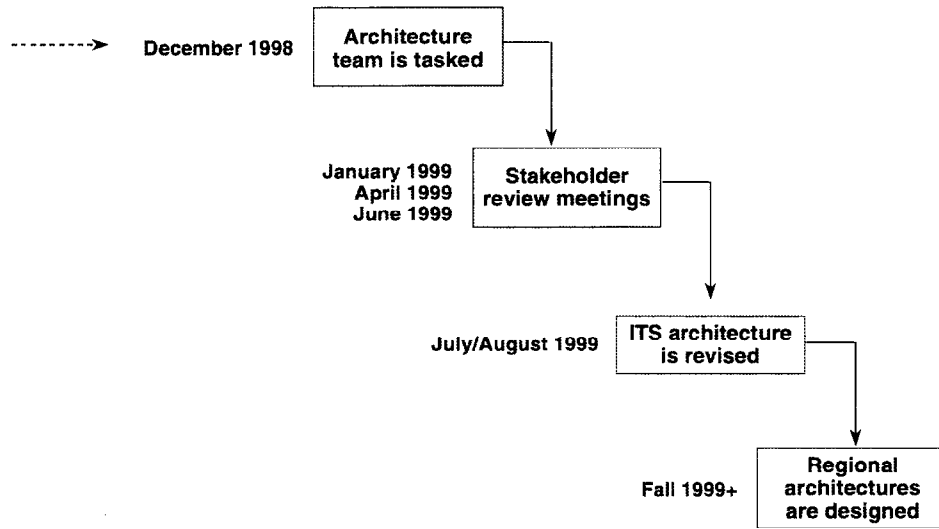 December 1998
Architecture
team is tasked
January 1999
April 1999
June 1999
Stakeholder
review meetings
July/August 1999
ITS architecture
is revised
Fall 1999+
Regional
architectures
are designed